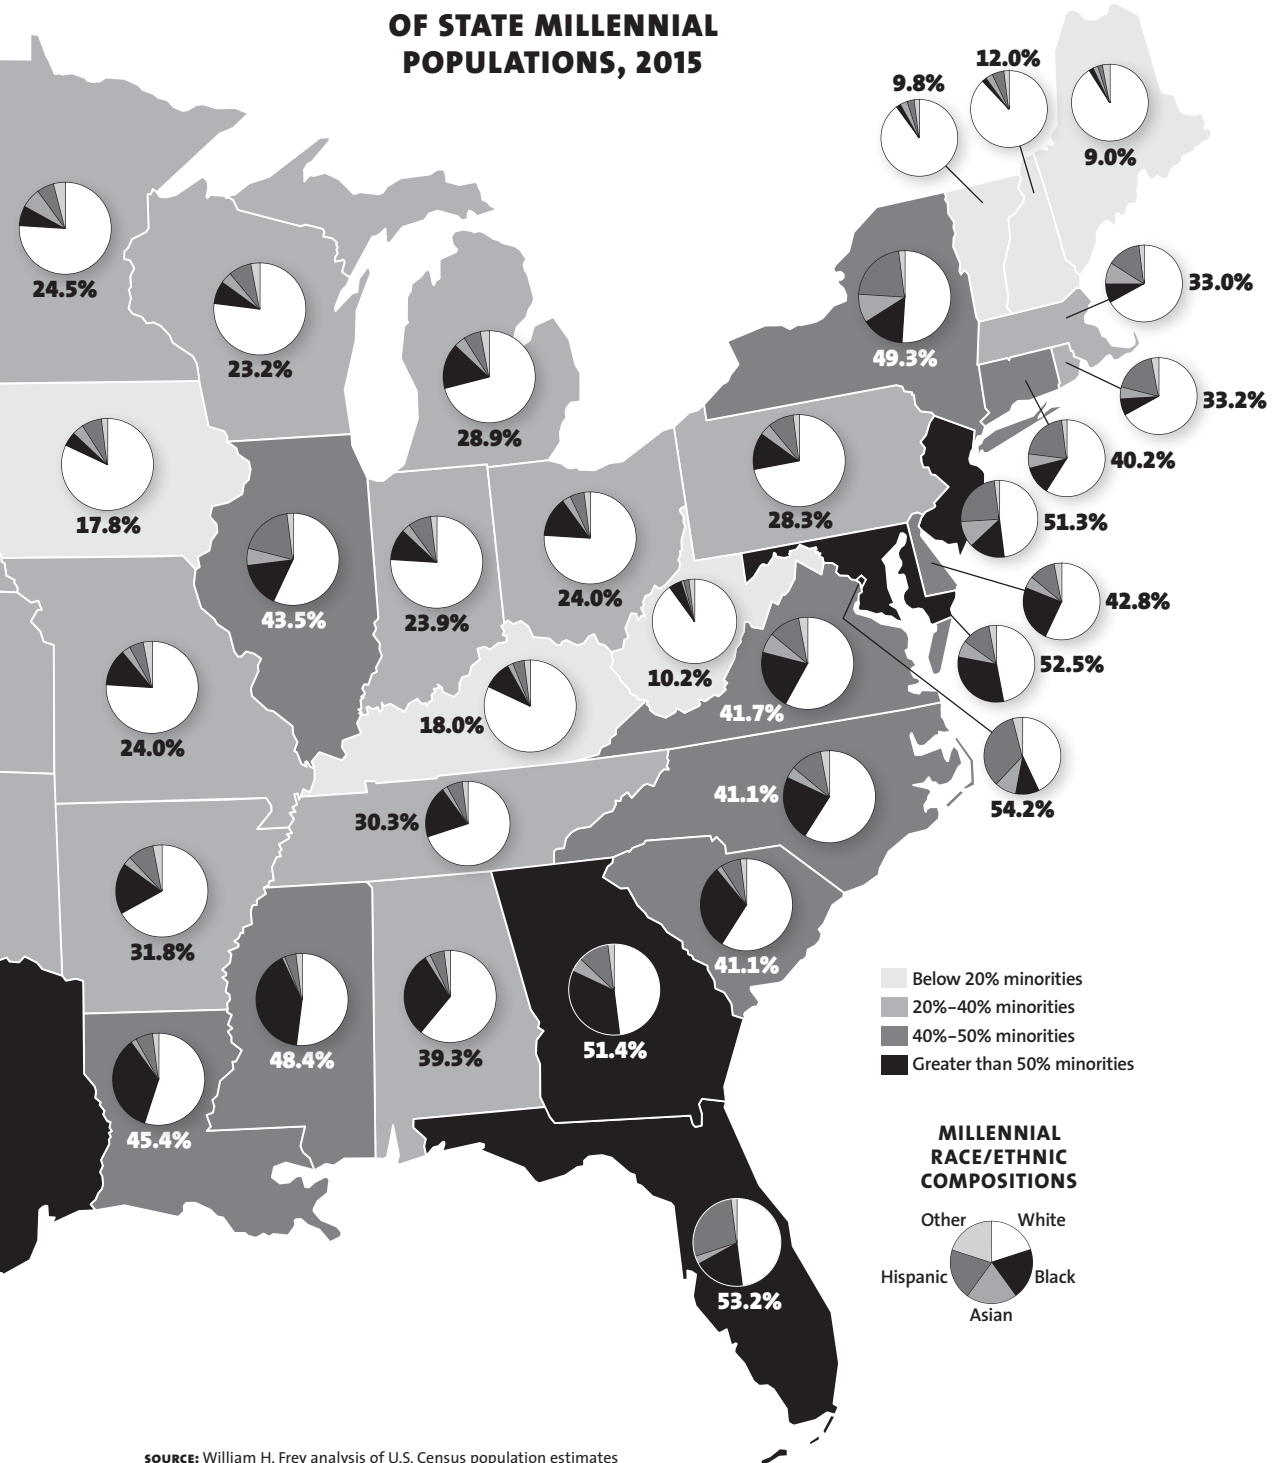 OF STATE MILLENNIAL
POPULATIONS, 2015
12.0%
9.8%
9.0%
24.5%
33.0%
49.3%
23.2%
33.2%
28.9%
40.2%
17.8%
28.3%
51.3%
24.0%
42.8%
43.5%
23.9%
52.5%
10.2%
41.7%
18.0%
24.0%
41.1%
54.2%
30.3%
31.8%
41.1%
Below 20% minorities
20%–40% minorities
40%–50% minorities
Greater than 50% minorities
48.4%
39.3%
51.4%
45.4%
MILLENNIAL
RACE/ETHNIC
COMPOSITIONS
Other White
Hispanic Black
Asian
53.2%
SOURCE: William H. Frey analysis of U.S. Census population estimates